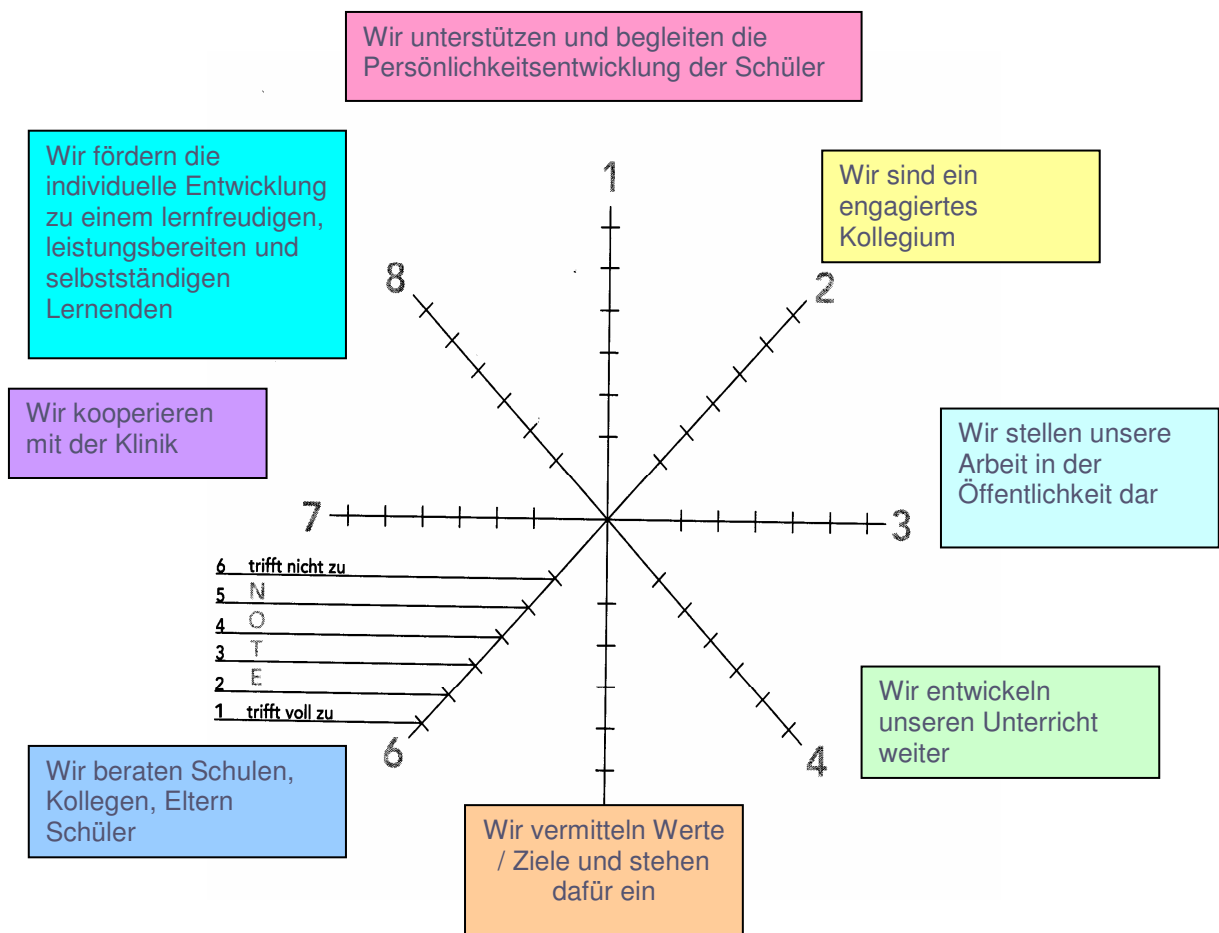 Wir unterstützen und begleiten die
Persönlichkeitsentwicklung der Schüler
Wir fördern die
individuelle Entwicklung
zu einem lernfreudigen,
leistungsbereiten und
selbstständigen
Lernenden
1
Wir sind ein
engagiertes
Kollegium
8
2
Wir kooperieren
mit der Klinik
Wir stellen unsere
Arbeit in der
Öffentlichkeit dar
7
3
6 trifft nicht zu
5 N
4 O
3 T
2 E
1 trifft voll zu
6
4
Wir entwickeln
unseren Unterricht
weiter
Wir beraten Schulen,
Kollegen, Eltern
Schüler
Wir vermitteln Werte
/ Ziele und stehen
dafür ein